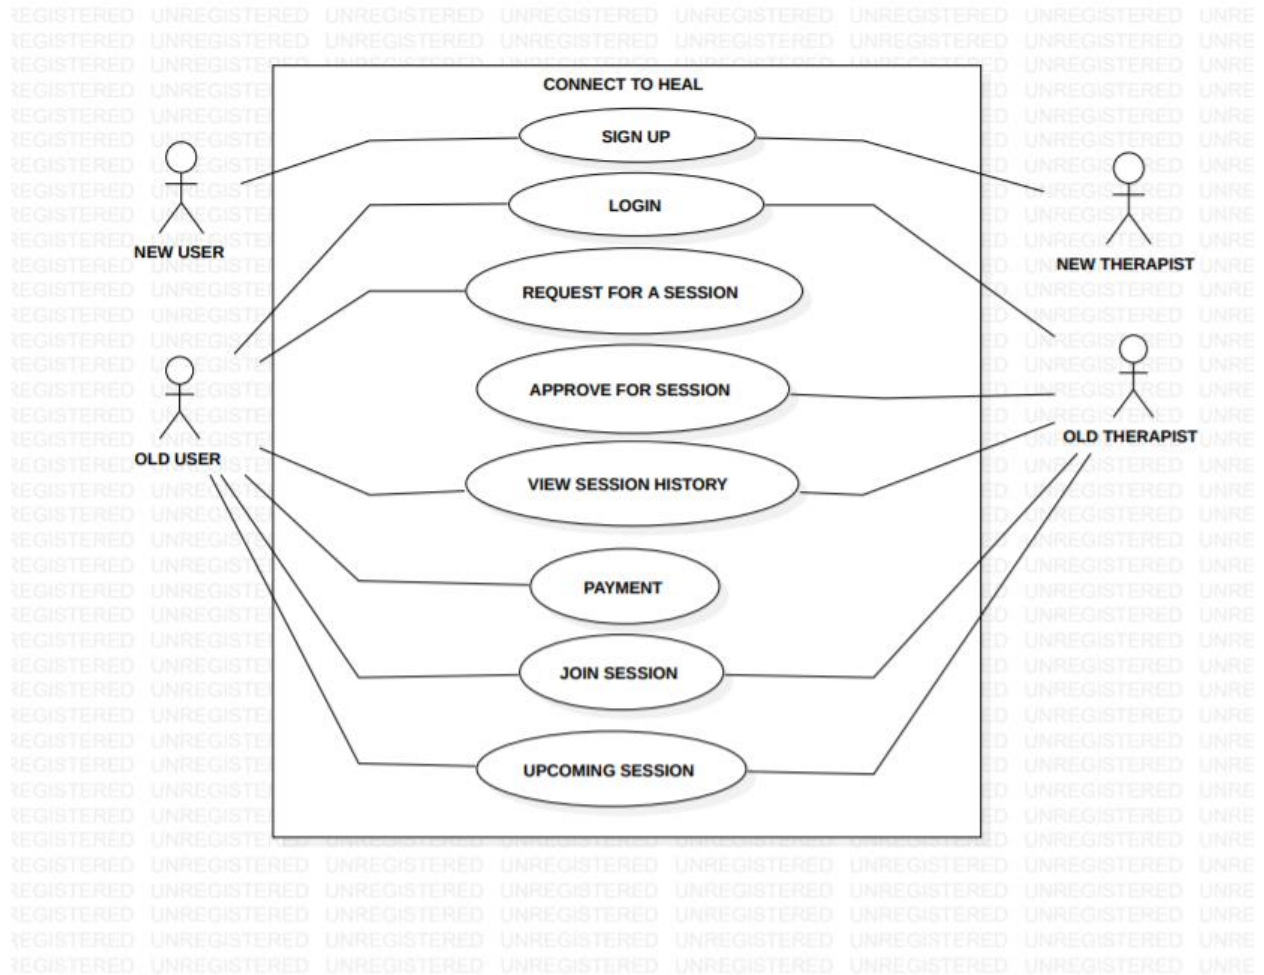 CONNECT TO HEAL
SIGN UP
LOGIN
NEW USER
NEW THERAPIST
REQUEST FOR A SESSION
APPROVE FOR SESSION
OLD THERAPIST
OLD USER
VIEW SESSION HISTORY
PAYMENT
JOIN SESSION
UPCOMING SESSION
UNREGISTERED